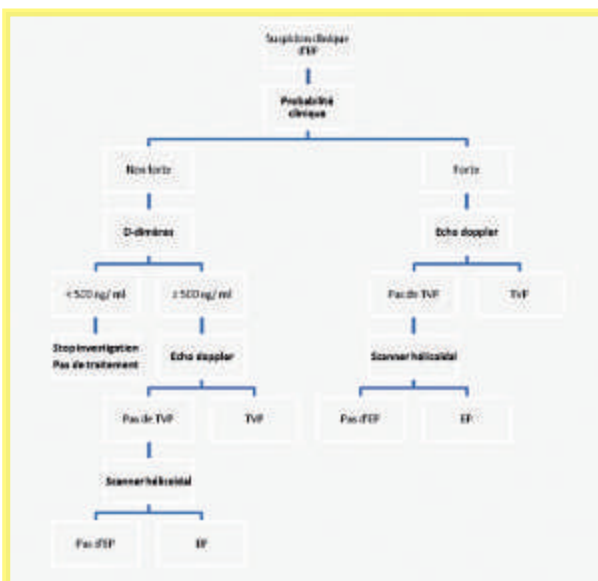 Suspicion clinique
d'EP
Probabilité
clinique
Non forte
Forte
D-dimères
Echo doppler
< 500 ng/ ml
≥ 500 ng/ ml
Pas de TVP
TVP
Stop investigation
Pas de traitement
Echo doppler
Scanner hélicoïdal
Pas de TVP
TVP
Pas d'EP
EP
Scanner hélicoïdal
Pas d'EP
EP